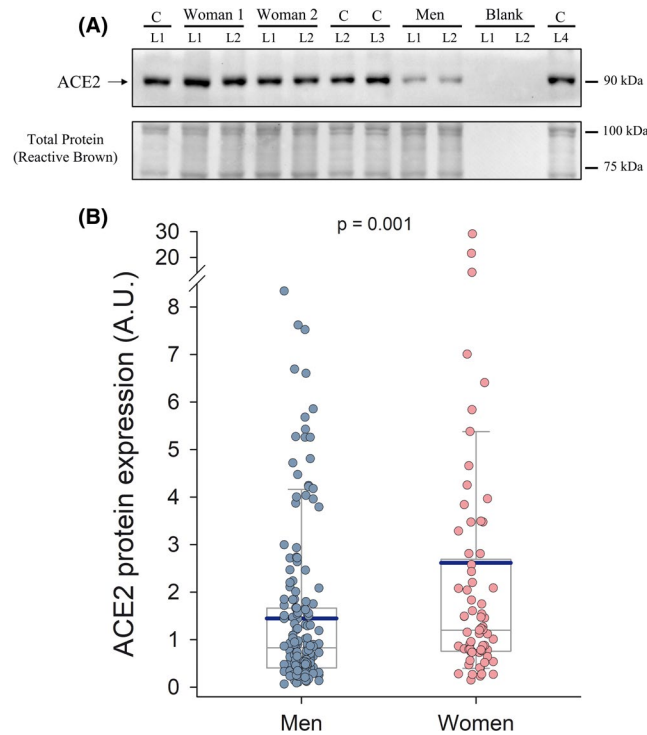 (A)
C Woman 1 Woman 2 C C Men Blank C
L1 L1 L2 L1 L2 L2 L3 L1 L2 L1 L2 L4
ACE2
90 kDa
Total Protein
(Reactive Brown)
100 kDa
75 kDa
(B)
p = 0.001
ACE2 protein expression (A.U.)
30
20
8
7
6
5
4
3
2
1
0
Men Women